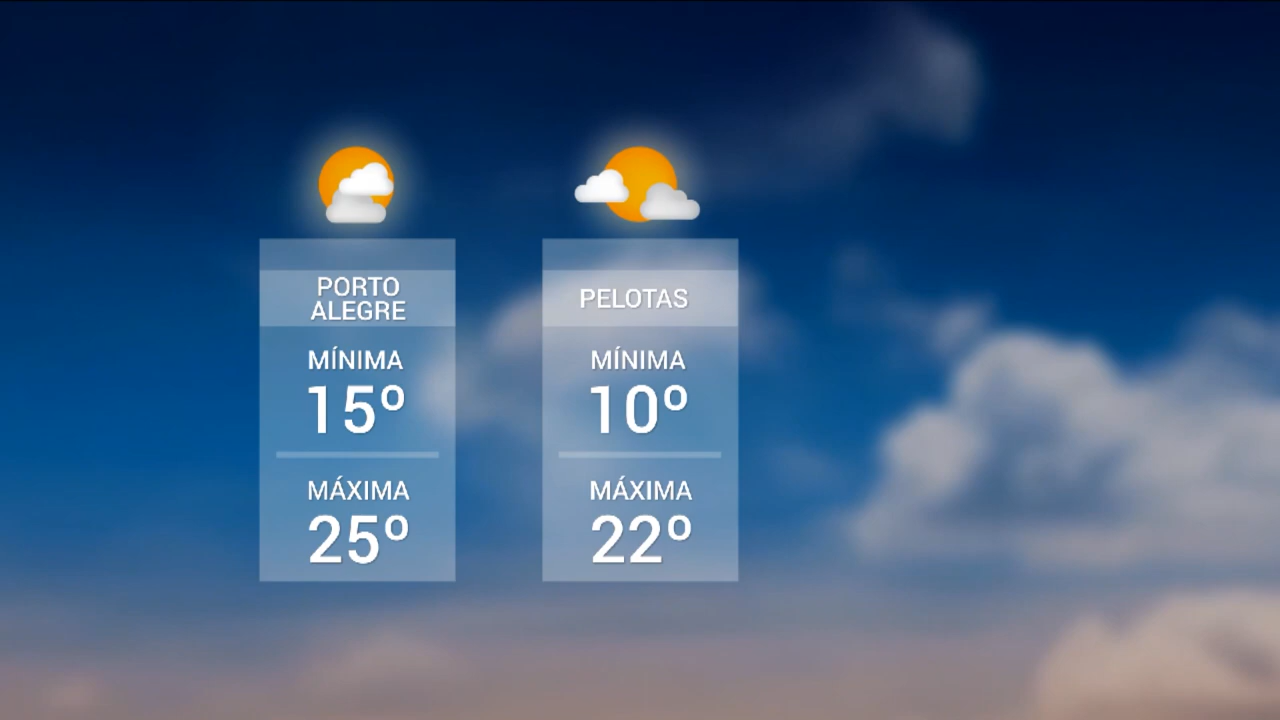 PORTO
ALEGRE
MÍNIMA
15º
MÁXIMA
25º
PELOTAS
MÍNIMA
10º
MÁXIMA
22º